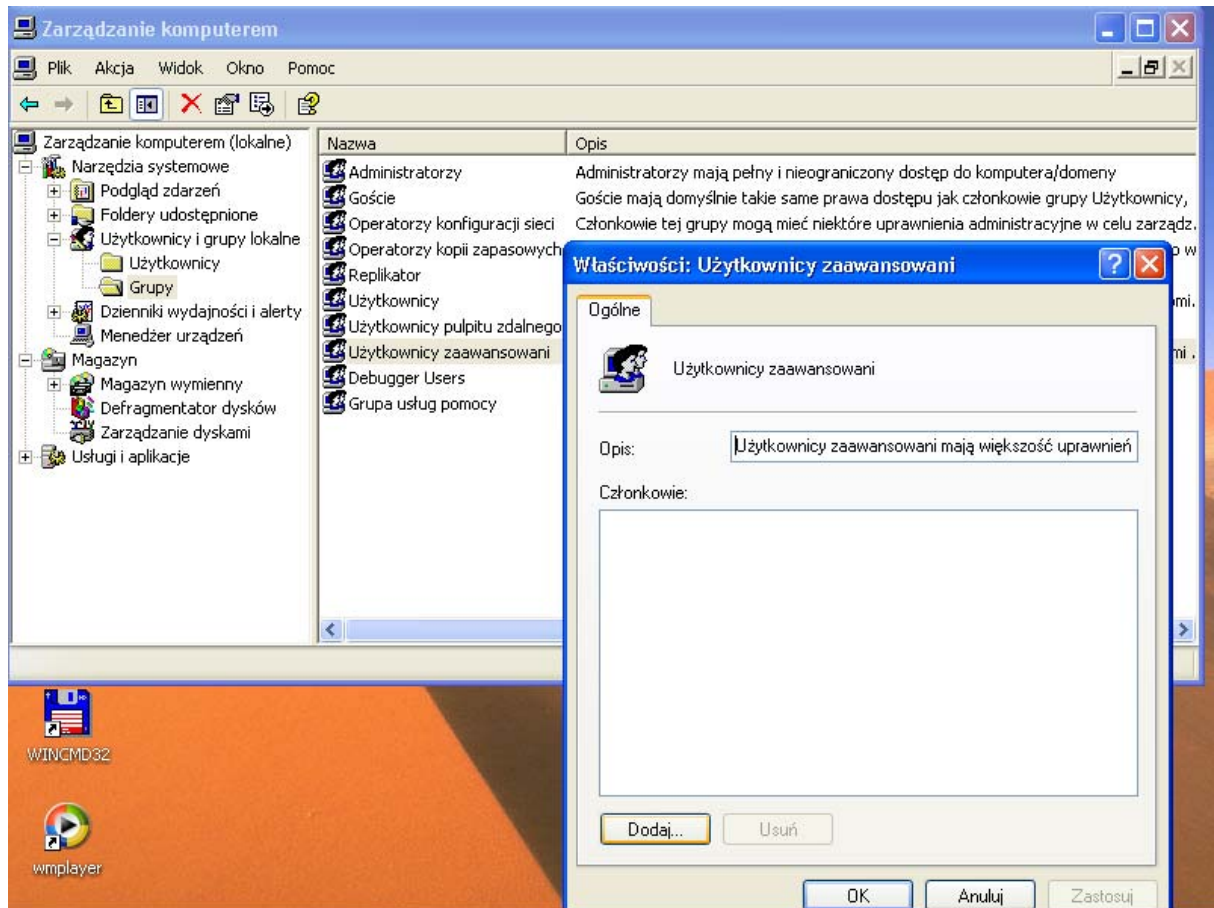 Zarządzanie komputerem
Plik Akcja Widok Okno Pomoc
Zarządzanie komputerem (lokalne)
Narzędzia systemowe
Podgląd zdarzeń
Foldery udostępnione
Użytkownicy i grupy lokalne
Użytkownicy
Grupy
Dzienniki wydajności i alerty
Menedżer urządzeń
Magazyn
Magazyn wymienny
Defragmentator dysków
Zarządzanie dyskami
Usługi i aplikacje
Nazwa Opis
Administratorzy Administratorzy mają pełny i nieograniczony dostęp do komputera/domeny
Goście Goście mają domyślnie takie same prawa dostępu jak członkowie grupy Użytkownicy,
Operatorzy konfiguracji sieci Członkowie tej grupy mogą mieć niektóre uprawnienia administracyjne w celu zarządz.
Operatorzy kopii zapasowych
Replikator
Użytkownicy
Użytkownicy pulpitu zdalnego
Użytkownicy zaawansowani
Debugger Users
Grupa usług pomocy
Właściwości: Użytkownicy zaawansowani
Ogólne
Użytkownicy zaawansowani
Opis: Użytkownicy zaawansowani mają większość uprawnień
Członkowie:
Dodaj... Usuń
OK Anuluj Zastosuj
WINCMD32
wmplayer